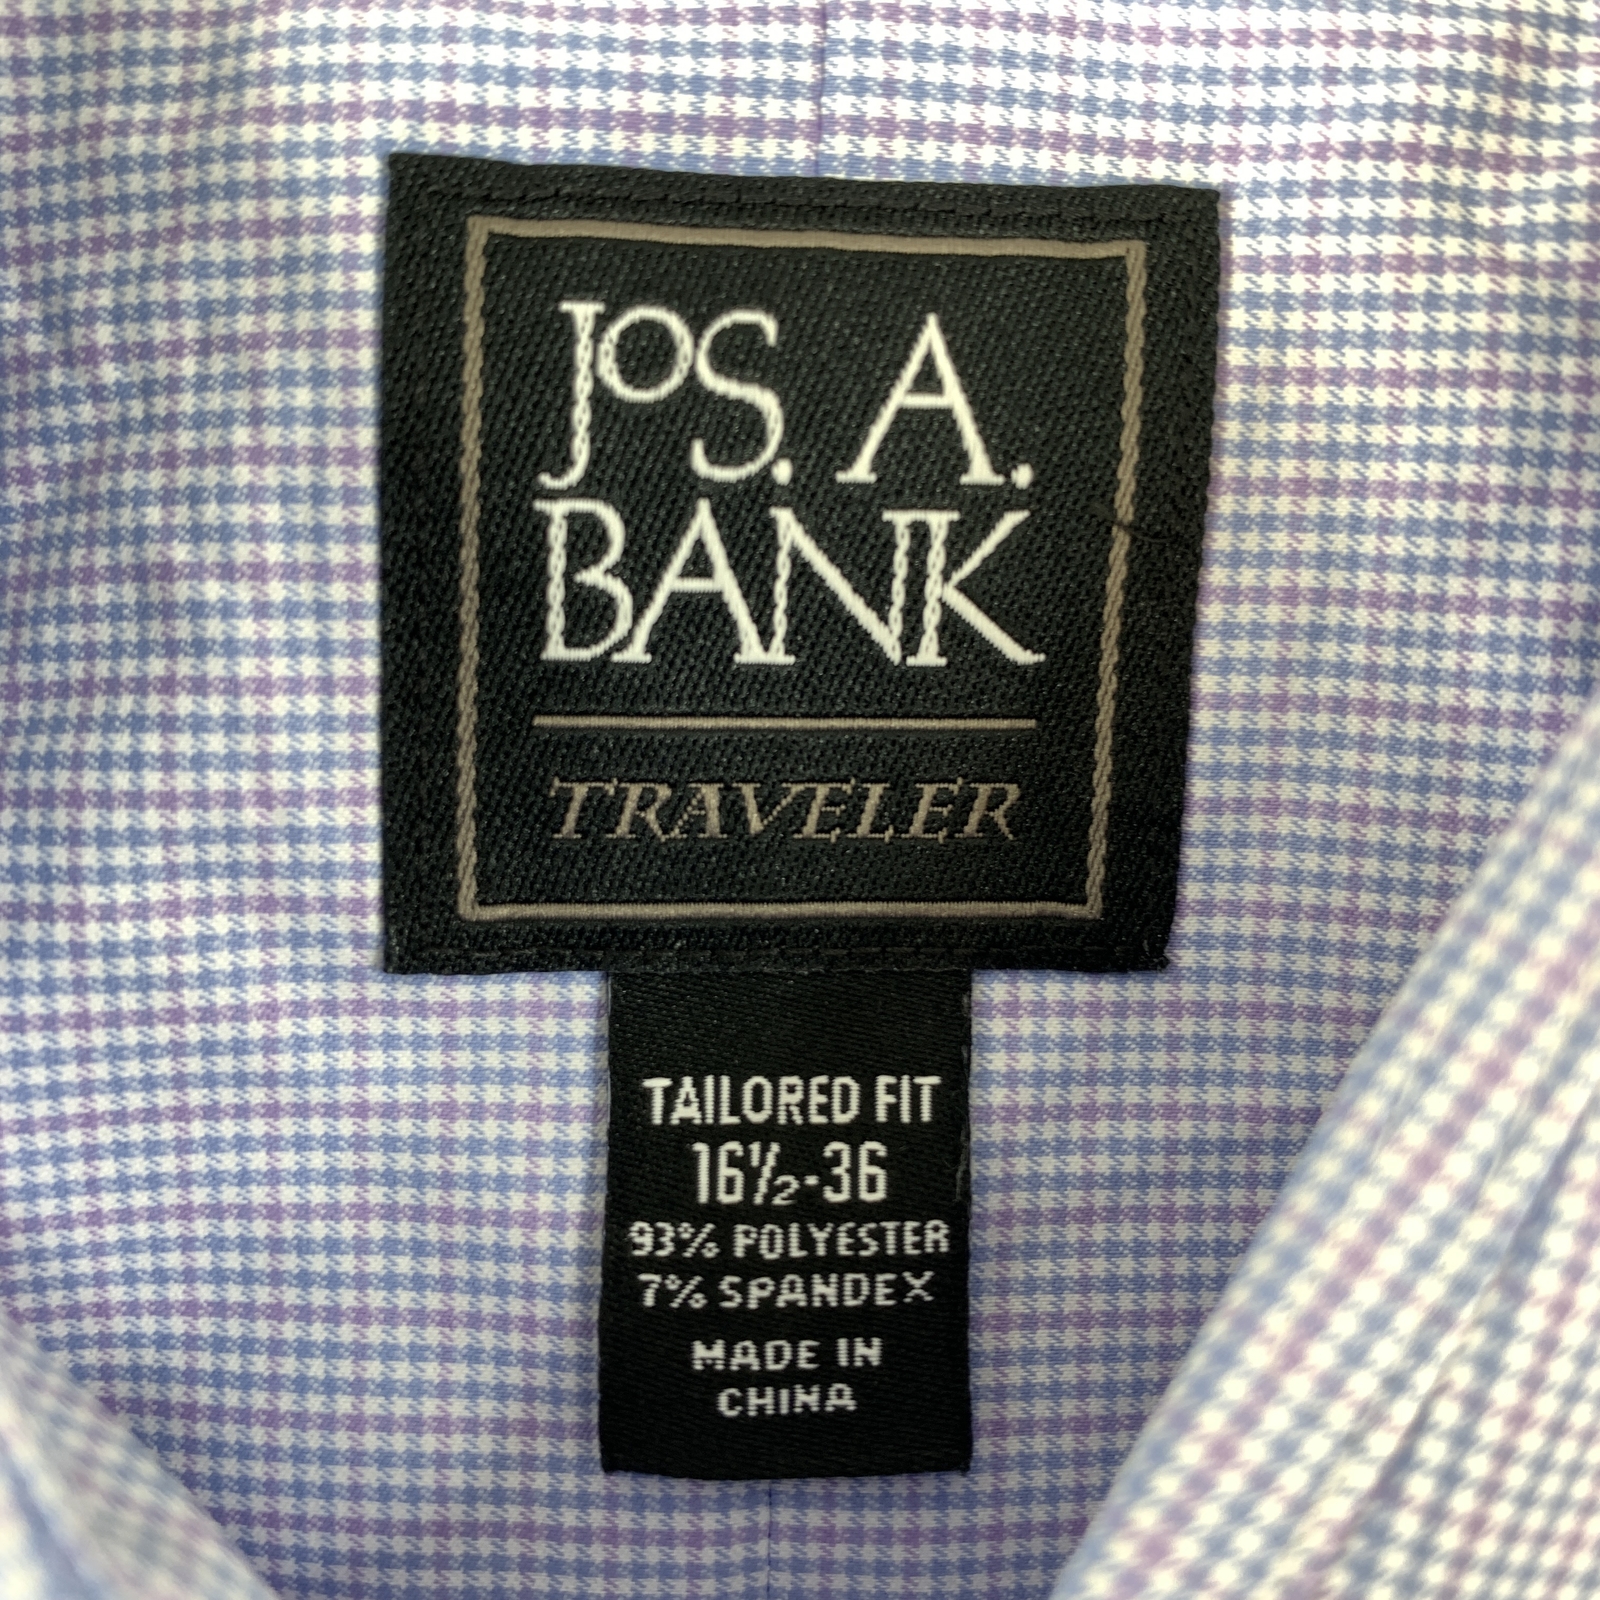 JOS. A.
BANK
TRAVELER
TAILORED FIT
16½-36
93% POLYESTER
7% SPANDEX
MADE IN
CHINA